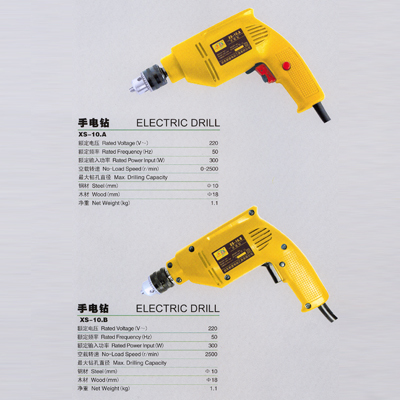 手电钻 ELECTRIC DRILL
XS-10.A
额定电压 Rated Voltage (V~) 220
额定频率 Rated Frequency (Hz) 50
额定输入功率 Rated Power Input (W) 300
空载转速 No-Load Speed (r/min) 0-2500
最大钻孔直径 Max. Drilling Capacity
钢材 Steel (mm) Φ10
木材 Wood (mm) Φ18
净重 Net Weight (kg) 1.1
手电钻 ELECTRIC DRILL
XS-10.B
额定电压 Rated Voltage (V~) 220
额定频率 Rated Frequency (Hz) 50
额定输入功率 Rated Power Input (W) 300
空载转速 No-Load Speed (r/min) 2500
最大钻孔直径 Max. Drilling Capacity
钢材 Steel (mm) Φ10
木材 Wood (mm) Φ18
净重 Net Weight (kg) 1.1